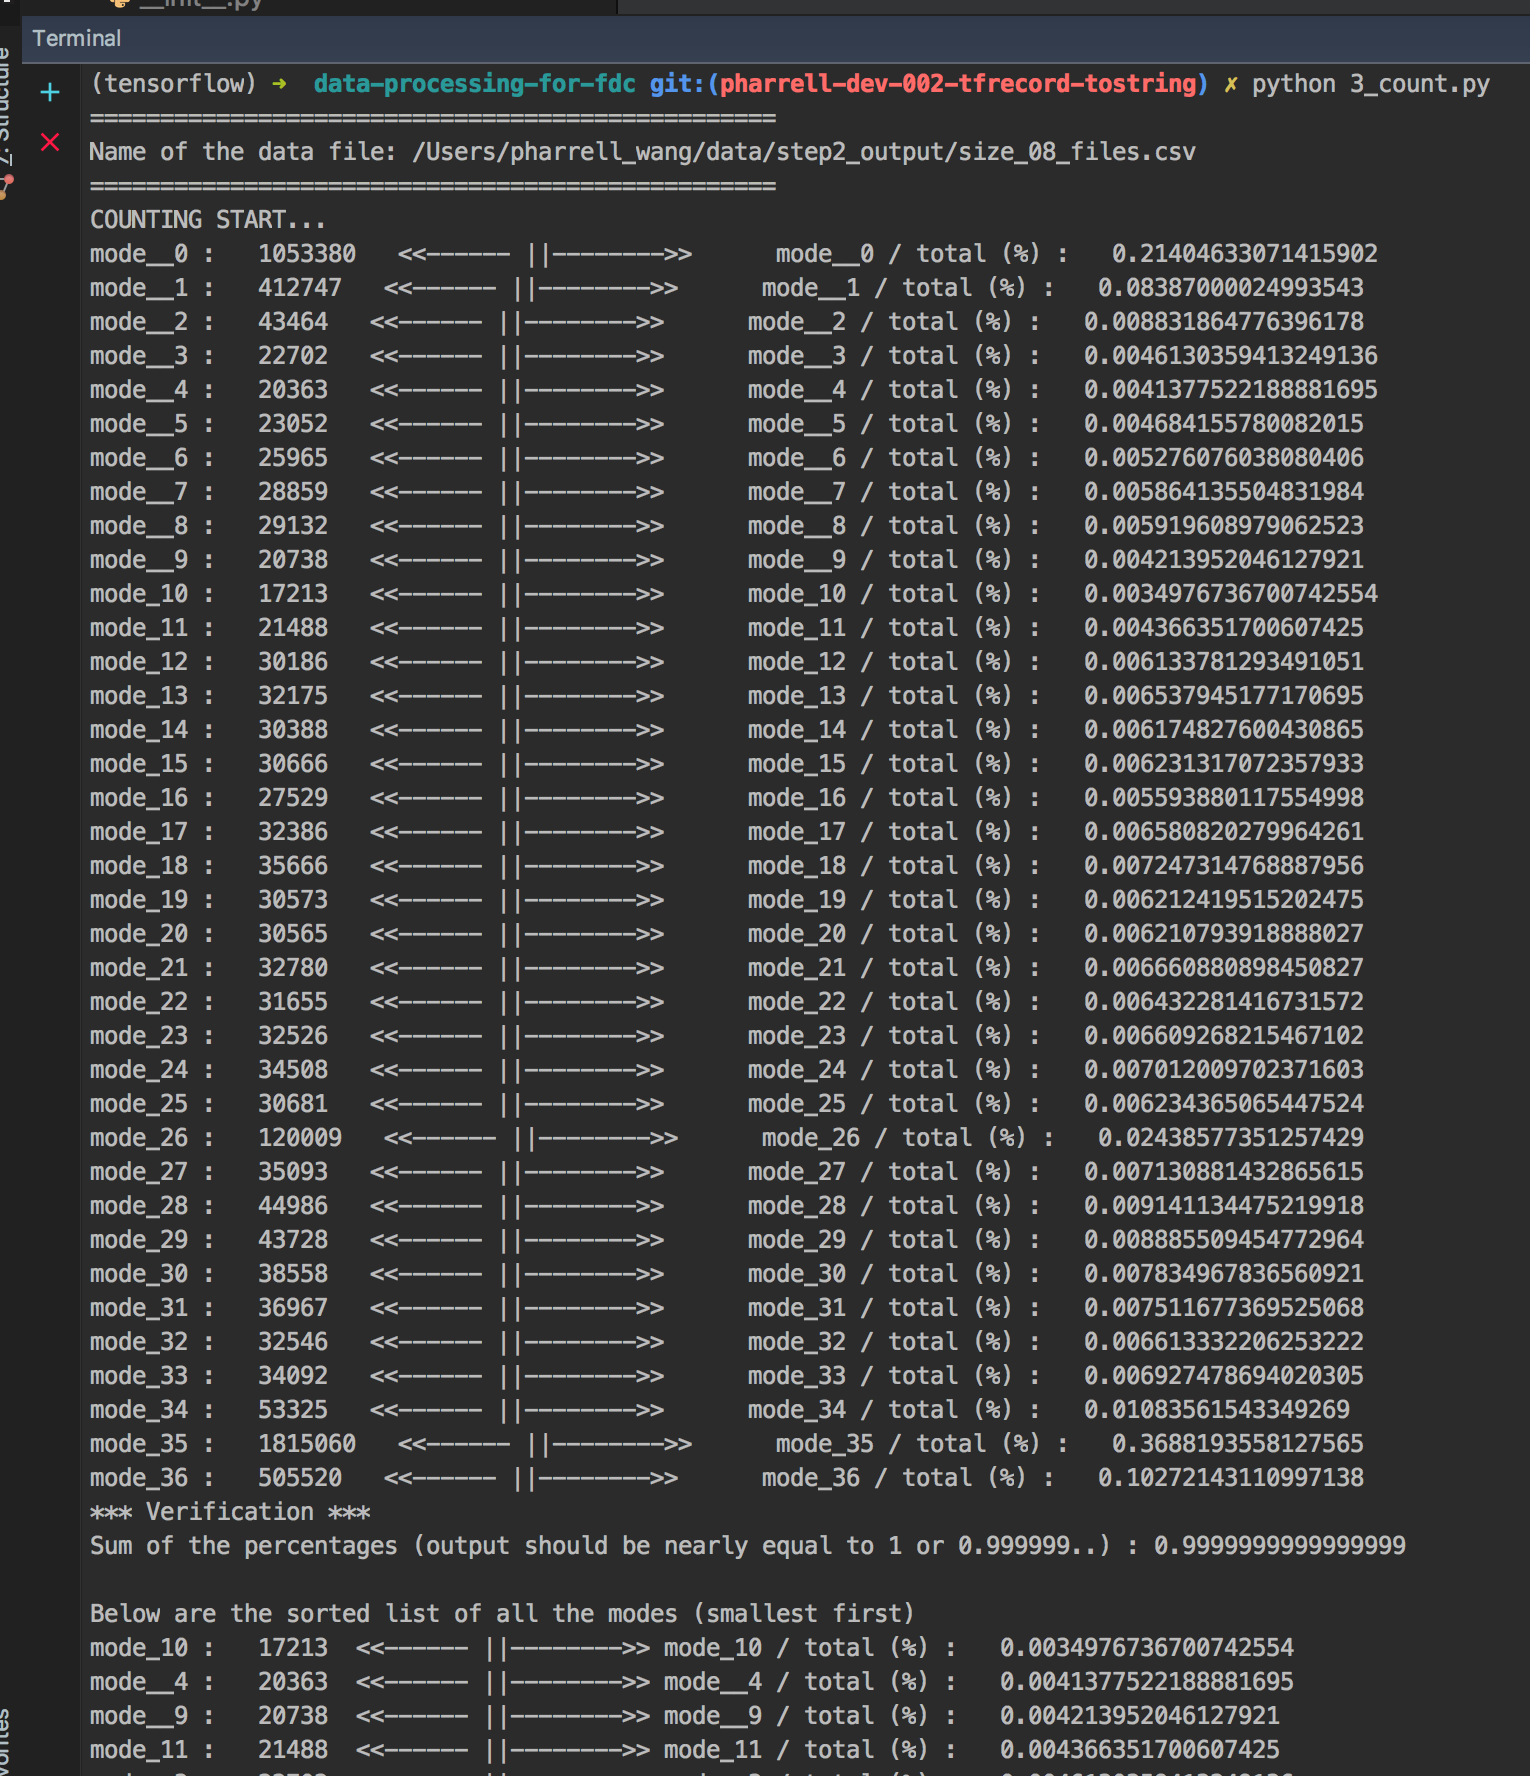 __init__.py
Terminal
7: Structure
(tensorflow) ➜ data-processing-for-fdc git:(pharrell-dev-002-tfrecord-tostring) ✗ python 3_count.py
=================================================
Name of the data file: /Users/pharrell_wang/data/step2_output/size_08_files.csv
=================================================
COUNTING START...
mode__0 : 1053380 <<------ ||-------->> mode__0 / total (%) : 0.21404633071415902
mode__1 : 412747 <<------ ||-------->> mode__1 / total (%) : 0.08387000024993543
mode__2 : 43464 <<------ ||-------->> mode__2 / total (%) : 0.008831864776396178
mode__3 : 22702 <<------ ||-------->> mode__3 / total (%) : 0.0046130359413249136
mode__4 : 20363 <<------ ||-------->> mode__4 / total (%) : 0.0041377522188881695
mode__5 : 23052 <<------ ||-------->> mode__5 / total (%) : 0.004684155780082015
mode__6 : 25965 <<------ ||-------->> mode__6 / total (%) : 0.005276076038080406
mode__7 : 28859 <<------ ||-------->> mode__7 / total (%) : 0.005864135504831984
mode__8 : 29132 <<------ ||-------->> mode__8 / total (%) : 0.005919608979062523
mode__9 : 20738 <<------ ||-------->> mode__9 / total (%) : 0.004213952046127921
mode_10 : 17213 <<------ ||-------->> mode_10 / total (%) : 0.0034976736700742554
mode_11 : 21488 <<------ ||-------->> mode_11 / total (%) : 0.004366351700607425
mode_12 : 30186 <<------ ||-------->> mode_12 / total (%) : 0.006133781293491051
mode_13 : 32175 <<------ ||-------->> mode_13 / total (%) : 0.006537945177170695
mode_14 : 30388 <<------ ||-------->> mode_14 / total (%) : 0.006174827600430865
mode_15 : 30666 <<------ ||-------->> mode_15 / total (%) : 0.006231317072357933
mode_16 : 27529 <<------ ||-------->> mode_16 / total (%) : 0.005593880117554998
mode_17 : 32386 <<------ ||-------->> mode_17 / total (%) : 0.006580820279964261
mode_18 : 35666 <<------ ||-------->> mode_18 / total (%) : 0.007247314768887956
mode_19 : 30573 <<------ ||-------->> mode_19 / total (%) : 0.006212419515202475
mode_20 : 30565 <<------ ||-------->> mode_20 / total (%) : 0.006210793918888027
mode_21 : 32780 <<------ ||-------->> mode_21 / total (%) : 0.006660880898450827
mode_22 : 31655 <<------ ||-------->> mode_22 / total (%) : 0.006432281416731572
mode_23 : 32526 <<------ ||-------->> mode_23 / total (%) : 0.006609268215467102
mode_24 : 34508 <<------ ||-------->> mode_24 / total (%) : 0.007012009702371603
mode_25 : 30681 <<------ ||-------->> mode_25 / total (%) : 0.006234365065447524
mode_26 : 120009 <<------ ||-------->> mode_26 / total (%) : 0.02438577351257429
mode_27 : 35093 <<------ ||-------->> mode_27 / total (%) : 0.007130881432865615
mode_28 : 44986 <<------ ||-------->> mode_28 / total (%) : 0.009141134475219918
mode_29 : 43728 <<------ ||-------->> mode_29 / total (%) : 0.008885509454772964
mode_30 : 38558 <<------ ||-------->> mode_30 / total (%) : 0.007834967836560921
mode_31 : 36967 <<------ ||-------->> mode_31 / total (%) : 0.007511677369525068
mode_32 : 32546 <<------ ||-------->> mode_32 / total (%) : 0.006613332206253222
mode_33 : 34092 <<------ ||-------->> mode_33 / total (%) : 0.006927478694020305
mode_34 : 53325 <<------ ||-------->> mode_34 / total (%) : 0.01083561543349269
mode_35 : 1815060 <<------ ||-------->> mode_35 / total (%) : 0.3688193558127565
mode_36 : 505520 <<------ ||-------->> mode_36 / total (%) : 0.10272143110997138
*** Verification ***
Sum of the percentages (output should be nearly equal to 1 or 0.999999..) : 0.9999999999999999
Below are the sorted list of all the modes (smallest first)
mode_10 : 17213 <<------ ||-------->> mode_10 / total (%) : 0.0034976736700742554
mode__4 : 20363 <<------ ||-------->> mode__4 / total (%) : 0.0041377522188881695
mode__9 : 20738 <<------ ||-------->> mode__9 / total (%) : 0.004213952046127921
mode_11 : 21488 <<------ ||-------->> mode_11 / total (%) : 0.004366351700607425